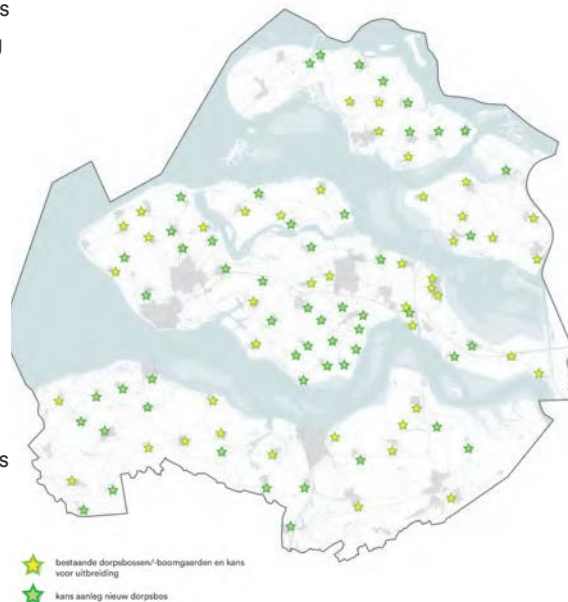 s
g
s
bestaande dorpsbossen/-boomgaarden en kans
voor uitbreiding
kans aanleg nieuw dorpsbos